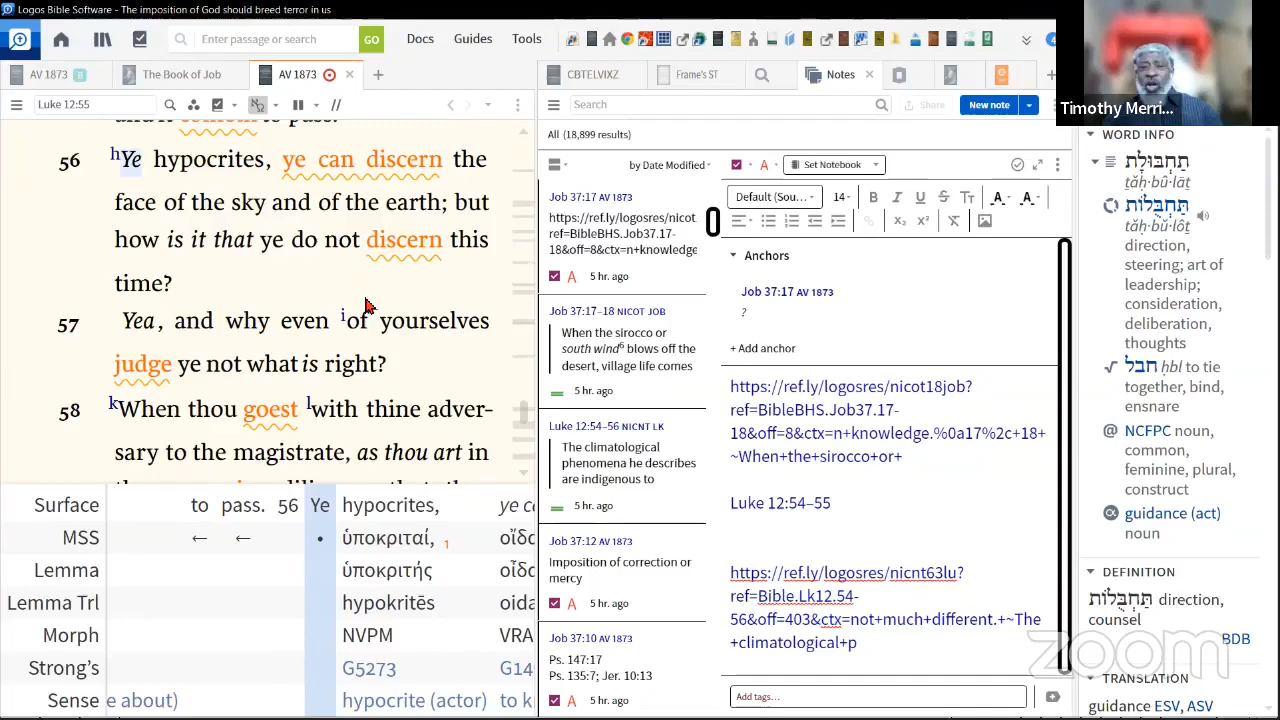 Logos Bible Software - The imposition of God should breed terror in us
Enter passage or search GO Docs Guides Tools
AV 1873 The Book of Job AV 1873
Luke 12:55
56 hYe hypocrites, ye can discern the
face of the sky and of the earth; but
how is it that ye do not discern this
time?
57 Yea, and why even iof yourselves
judge ye not what is right?
58 kWhen thou goest lwith thine adver-
sary to the magistrate, as thou art in
Surface to pass. 56 Ye hypocrites,
MSS ← ← • ὑποκριταί, 1
Lemma ὑποκριτής
Lemma Trl hypokritēs oida
Morph NVPM VRA
Strong's G5273 G14
Sense e about) hypocrite (actor) to k
CBTELVIXZ Frame's ST Notes
Search Share New note
All (18,899 results)
by Date Modified
Job 37:17 AV 1873
https://ref.ly/logosres/nicot
ref=BibleBHS.Job37.17-
18&off=8&ctx=n+knowledge
A 5 hr. ago
Job 37:17–18 NICOT JOB
When the sirocco or
south wind6 blows off the
desert, village life comes
5 hr. ago
Luke 12:54–56 NICNT LK
The climatological
phenomena he describes
are indigenous to
5 hr. ago
Job 37:12 AV 1873
Imposition of correction or
mercy
A 5 hr. ago
Job 37:10 AV 1873
Ps. 147:17
Ps. 135:7; Jer. 10:13
A 5 hr. ago
A Set Notebook
Default (Sou... 14 B I U S Tt A A
Anchors
Job 37:17 AV 1873
?
+ Add anchor
https://ref.ly/logosres/nicot18job?
ref=BibleBHS.Job37.17-
18&off=8&ctx=n+knowledge.%0a17%2c+18+
~When+the+sirocco+or+
Luke 12:54–55
https://ref.ly/logosres/nicnt63lu?
ref=Bible.Lk12.54-
56&off=403&ctx=not+much+different.+~The
+climatological+p
Add tags...
Timothy Merri...
WORD INFO
תַּחְבּוּלֹת
taḥ·bû·lōt
תַּחְבֻּלוֹת
direction,
steering; art of
leadership;
consideration,
deliberation,
thoughts
חבל ḥbl to tie
together, bind,
ensnare
@ NCFPC noun,
common,
feminine, plural,
construct
guidance (act)
noun
DEFINITION
תַּחְבֻּלוֹת direction,
counsel
BDB
TRANSLATION
guidance ESV, ASV
zoom